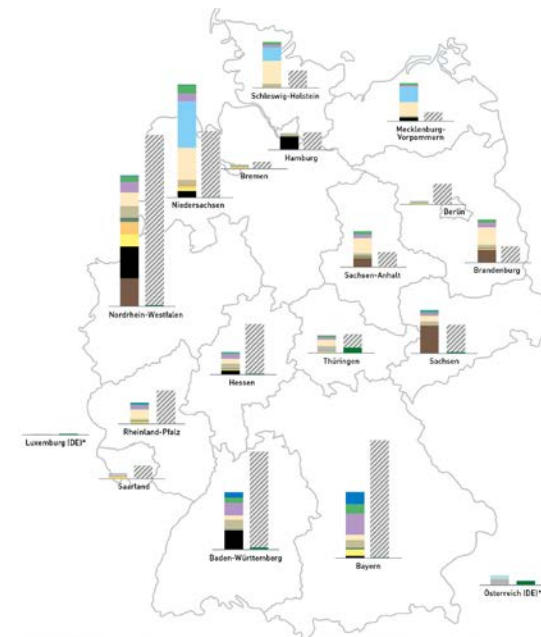 Schleswig-Holstein
Mecklenburg-
Vorpommern
Hamburg
Bremen
Niedersachsen
Berlin
Brandenburg
Sachsen-Anhalt
Nordrhein-Westfalen
Thüringen
Sachsen
Hessen
Rheinland-Pfalz
Luxemburg (DE)*
Saarland
Baden-Württemberg
Bayern
Österreich (DE)*